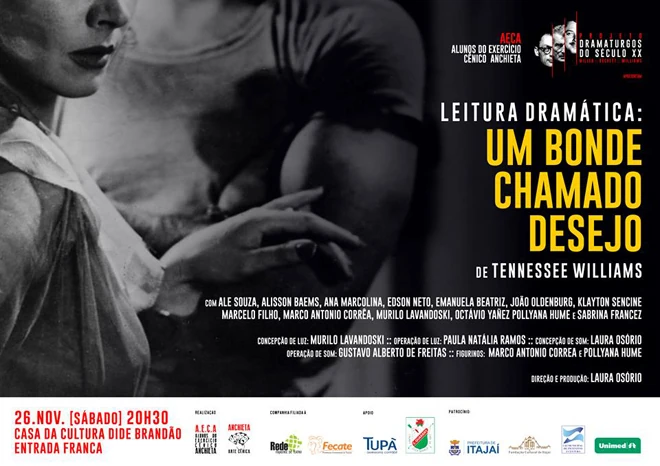 AECA
ALUNOS DO EXERCÍCIO
CÊNICO ANCHIETA
PROJETO
DRAMATURGOS
DO SÉCULO XX
LEITURA DRAMÁTICA:
UM BONDE
CHAMADO
DESEJO
DE TENNESSEE WILLIAMS
COM ALE SOUZA, ALISSON BAEMS, ANA MARCOLINA, EDSON NETO, EMANUELA BEATRIZ, JOÃO OLDENBURG, KLAYTON SENCINE
MARCELO FILHO, MARCO ANTONIO CORRÊA, MURILO LAVANDOSKI, OCTÁVIO YAÑEZ POLLYANA HUME E SABRINA FRANCEZ
CONCEPÇÃO DE LUZ: MURILO LAVANDOSKI :: OPERAÇÃO DE LUZ: PAULA NATÁLIA RAMOS :: CONCEPÇÃO DE SOM: LAURA OSÓRIO
OPERAÇÃO DE SOM: GUSTAVO ALBERTO DE FREITAS :: FIGURINOS: MARCO ANTONIO CORREA E POLLYANA HUME
DIREÇÃO E PRODUÇÃO: LAURA OSÓRIO
26.NOV. [SÁBADO] 20H30
CASA DA CULTURA DIDE BRANDÃO
ENTRADA FRANCA
REALIZAÇÃO
A.E.C.A
ALUNOS DO
EXERCÍCIO
CÊNICO
ANCHIETA
ANCHIETA
ARTE CÊNICA
COMPANHIA FILIADA À
Rede
Fecate
APOIO
TUPÃ
PATROCÍNIO
PREFEITURA DE
ITAJAÍ
Unimed